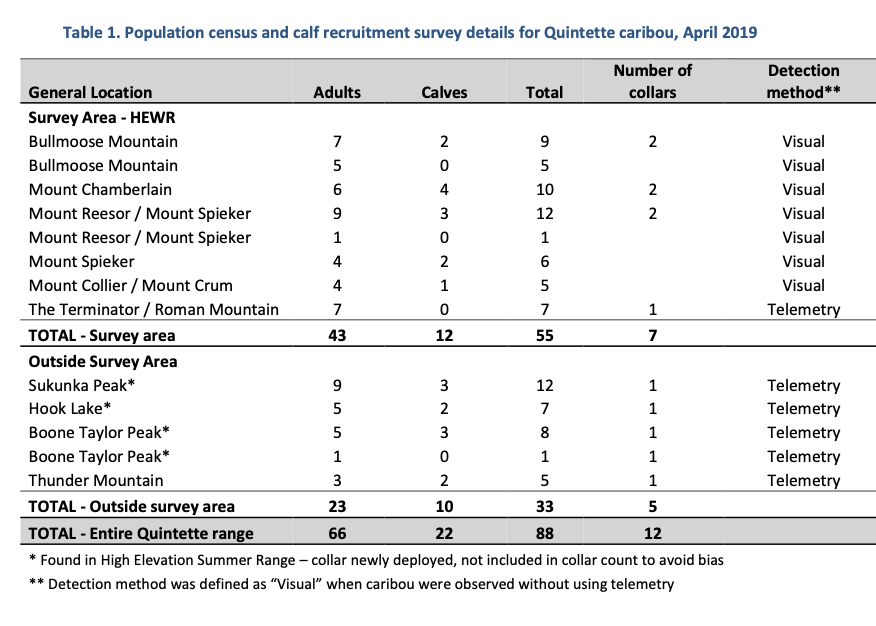 Table 1. Population census and calf recruitment survey details for Quintette caribou, April 2019
General Location Adults Calves Total Number of collars Detection method**
Survey Area - HEWR
Bullmoose Mountain 7 2 9 2 Visual
Bullmoose Mountain 5 0 5 Visual
Mount Chamberlain 6 4 10 2 Visual
Mount Reesor / Mount Spieker 9 3 12 2 Visual
Mount Reesor / Mount Spieker 1 0 1 Visual
Mount Spieker 4 2 6 Visual
Mount Collier / Mount Crum 4 1 5 Visual
The Terminator / Roman Mountain 7 0 7 1 Telemetry
TOTAL - Survey area 43 12 55 7
Outside Survey Area
Sukunka Peak* 9 3 12 1 Telemetry
Hook Lake* 5 2 7 1 Telemetry
Boone Taylor Peak* 5 3 8 1 Telemetry
Boone Taylor Peak* 1 0 1 1 Telemetry
Thunder Mountain 3 2 5 1 Telemetry
TOTAL - Outside survey area 23 10 33 5
TOTAL - Entire Quintette range 66 22 88 12
* Found in High Elevation Summer Range – collar newly deployed, not included in collar count to avoid bias
** Detection method was defined as “Visual” when caribou were observed without using telemetry